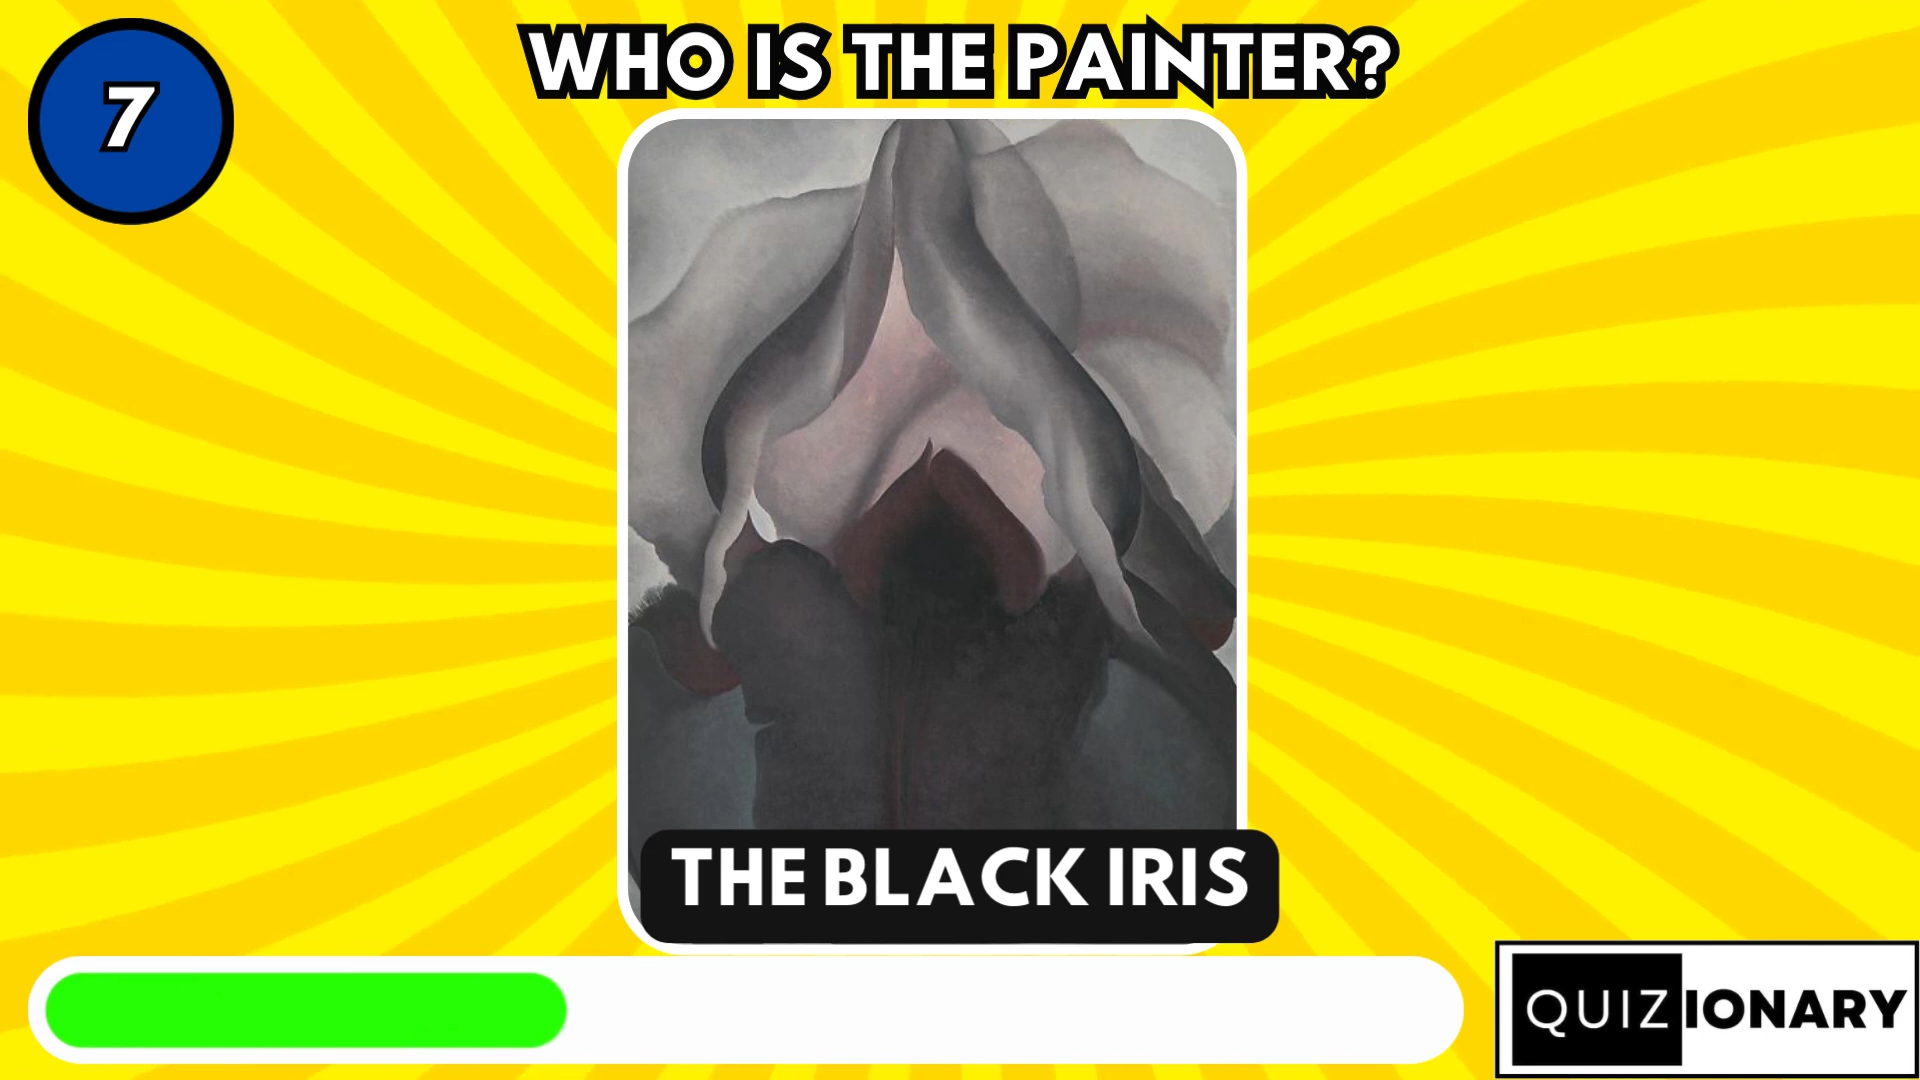 7
WHO IS THE PAINTER?
THE BLACK IRIS
QUIZIONARY